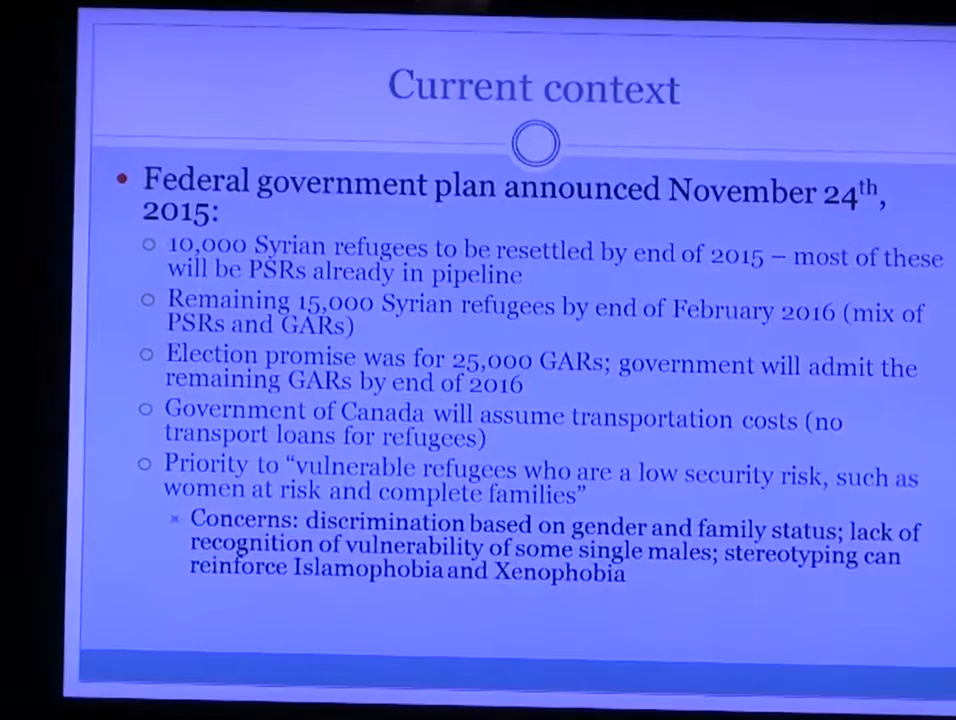 Current context
• Federal government plan announced November 24th,
2015:
○ 10,000 Syrian refugees to be resettled by end of 2015 – most of these
will be PSRs already in pipeline
○ Remaining 15,000 Syrian refugees by end of February 2016 (mix of
PSRs and GARs)
○ Election promise was for 25,000 GARs; government will admit the
remaining GARs by end of 2016
○ Government of Canada will assume transportation costs (no
transport loans for refugees)
○ Priority to “vulnerable refugees who are a low security risk, such as
women at risk and complete families”
× Concerns: discrimination based on gender and family status; lack of
recognition of vulnerability of some single males; stereotyping can
reinforce Islamophobia and Xenophobia